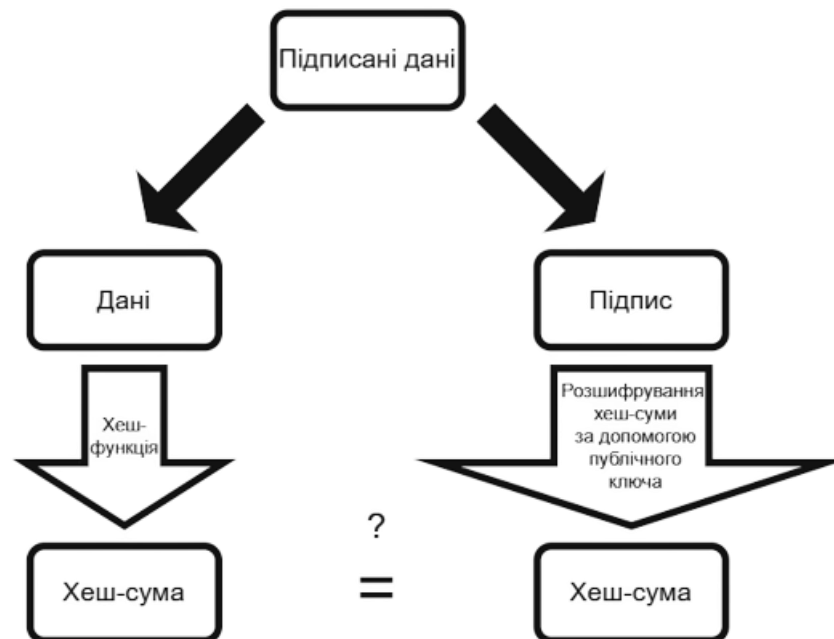 Підписані дані
Дані
Підпис
Хеш-
функція
Розшифрування
хеш-суми
за допомогою
публічного
ключа
?
Хеш-сума
=
Хеш-сума